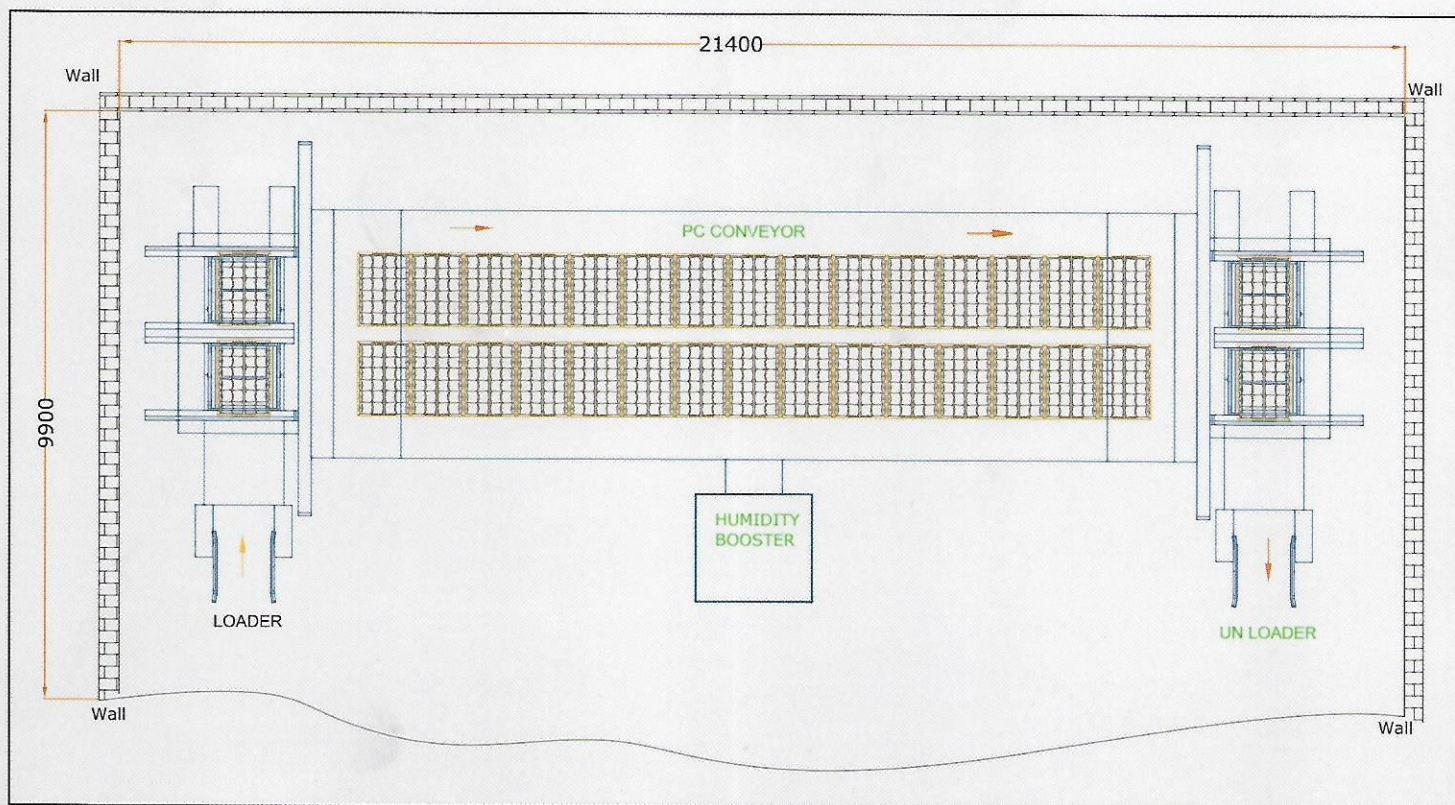 21400
Wall
Wall
PC CONVEYOR
9900
HUMIDITY
BOOSTER
LOADER
UN LOADER
Wall
Wall